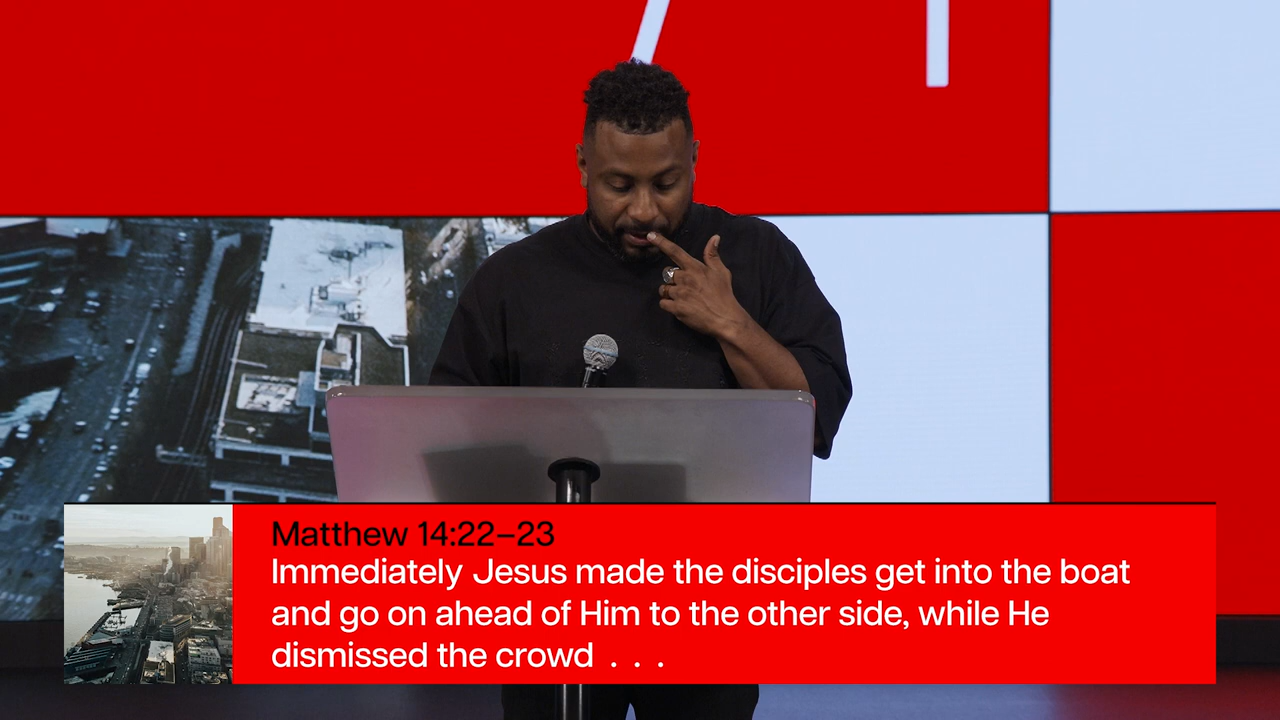 Matthew 14:22–23
Immediately Jesus made the disciples get into the boat
and go on ahead of Him to the other side, while He
dismissed the crowd . . .